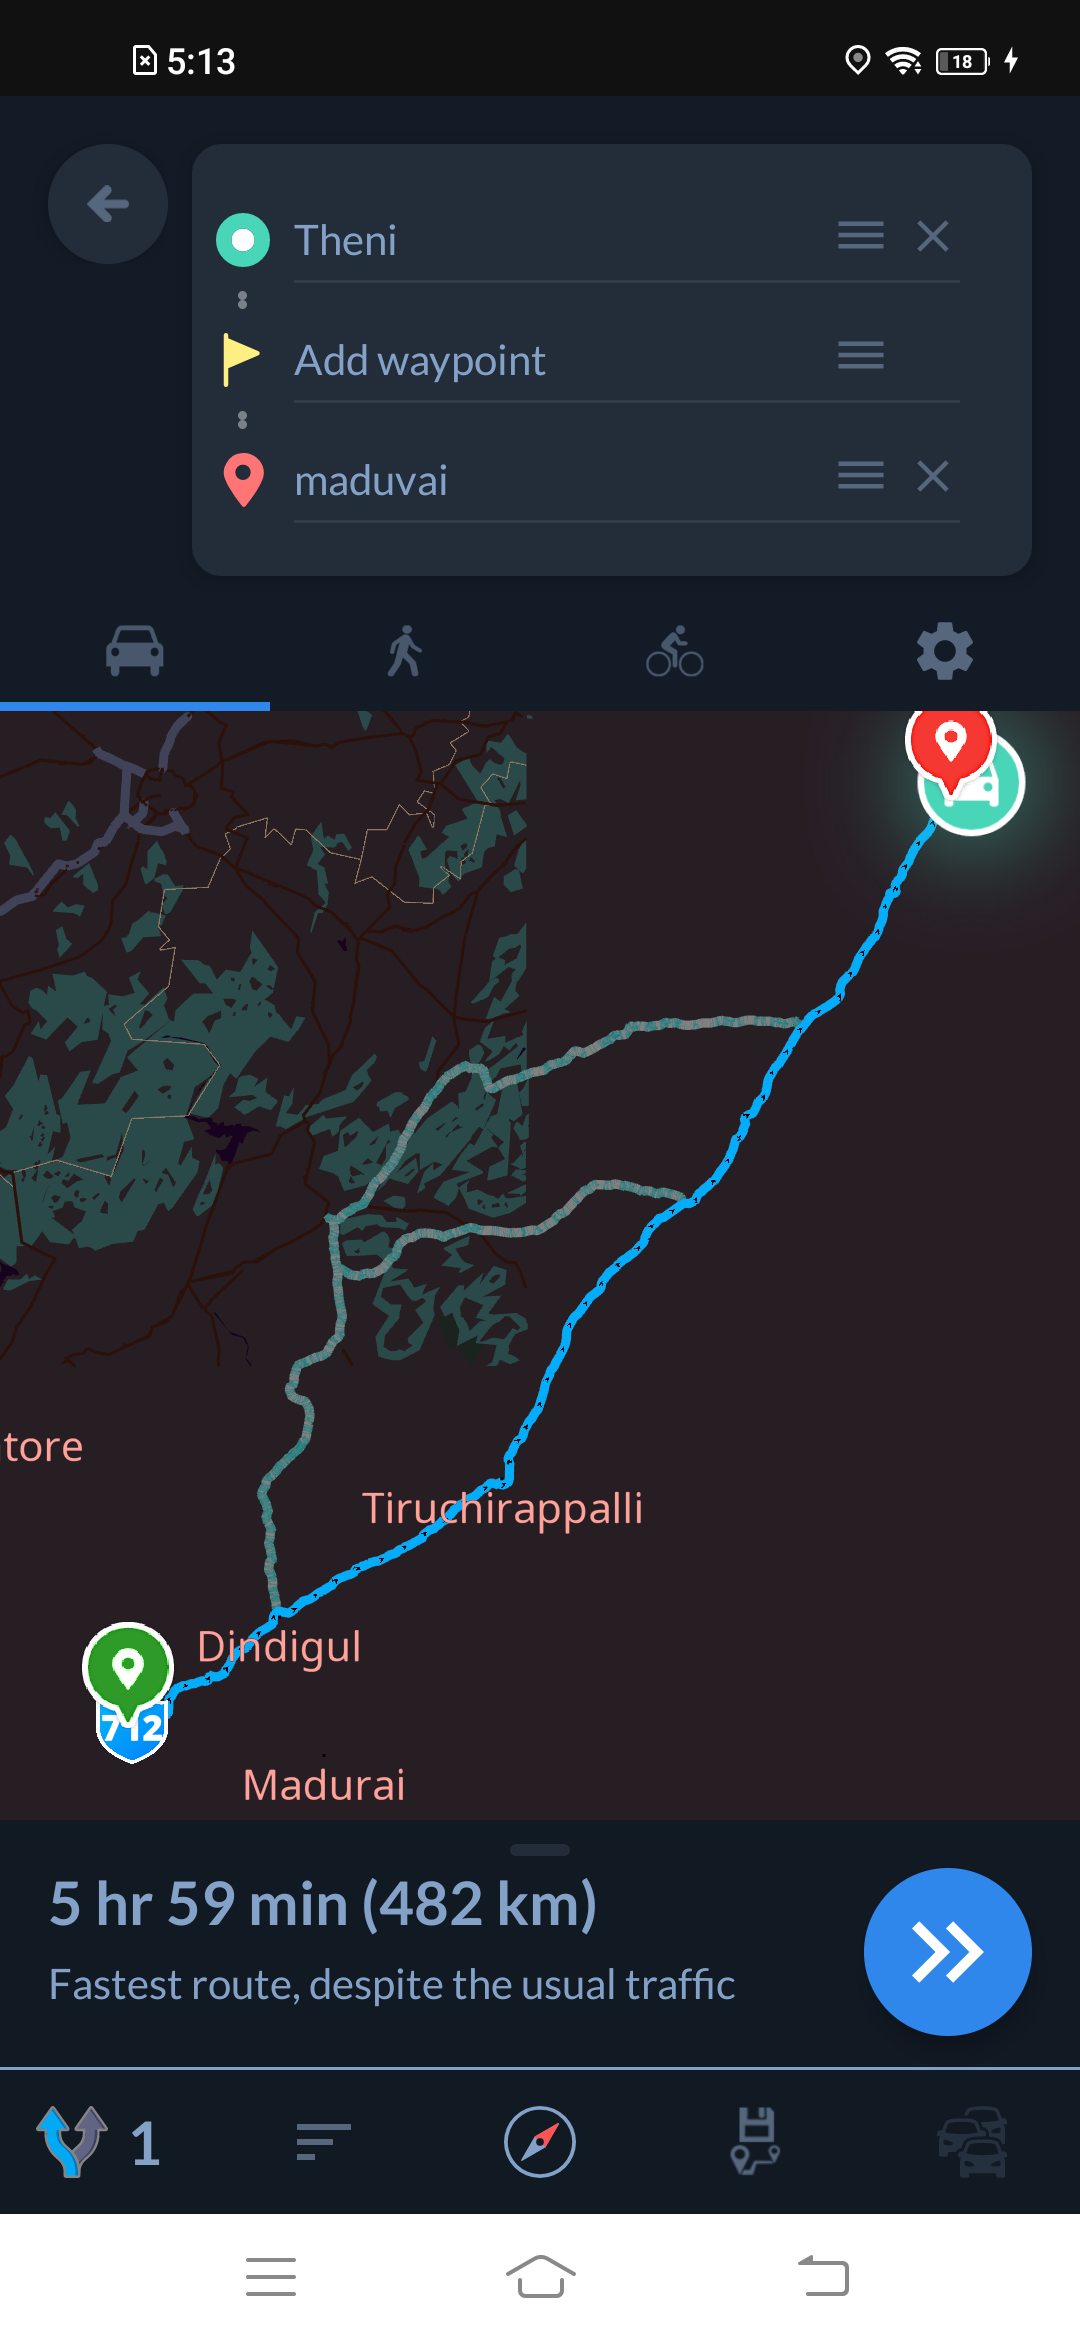 5:13
18
Theni
Add waypoint
maduvai
tore
Tiruchirappalli
Dindigul
712
Madurai
5 hr 59 min (482 km)
Fastest route, despite the usual traffic
1